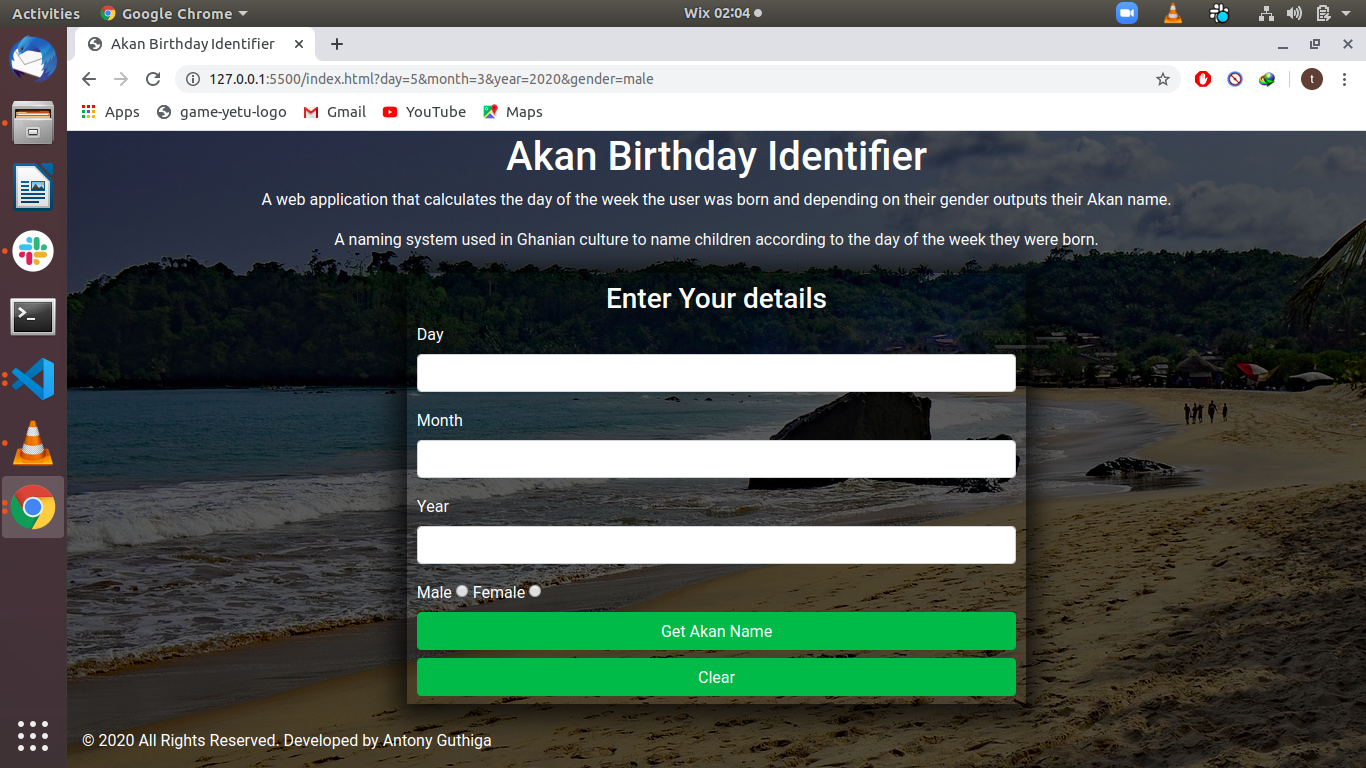 Activities
Google Chrome
Wix 02:04
Akan Birthday Identifier
127.0.0.1:5500/index.html?day=5&month=3&year=2020&gender=male
t
Apps
game-yetu-logo
Gmail
YouTube
Maps
Akan Birthday Identifier
A web application that calculates the day of the week the user was born and depending on their gender outputs their Akan name.
A naming system used in Ghanian culture to name children according to the day of the week they were born.
Enter Your details
Day
Month
Year
Male Female
Get Akan Name
Clear
© 2020 All Rights Reserved. Developed by Antony Guthiga